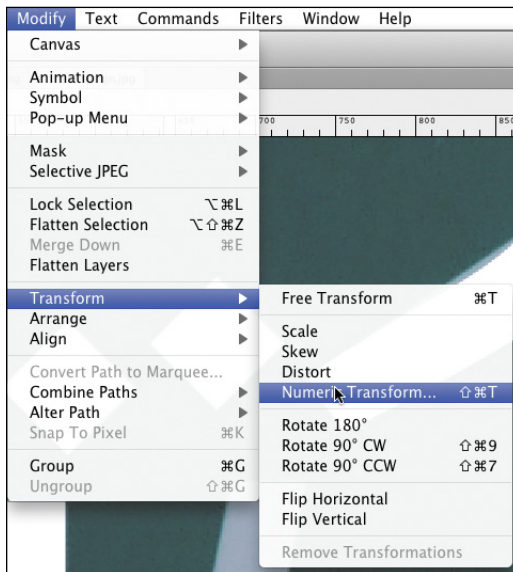 Modify Text Commands Filters Window Help
Canvas
Animation
Symbol
Pop-up Menu
Mask
Selective JPEG
Lock Selection ⌥⌘L
Flatten Selection ⌥⇧⌘Z
Merge Down ⌘E
Flatten Layers
Transform
Arrange
Align
Convert Path to Marquee...
Combine Paths
Alter Path
Snap To Pixel ⌘K
Group ⌘G
Ungroup ⇧⌘G
700 750 800 850
Free Transform ⌘T
Scale
Skew
Distort
Numeric Transform... ⇧⌘T
Rotate 180°
Rotate 90° CW ⇧⌘9
Rotate 90° CCW ⇧⌘7
Flip Horizontal
Flip Vertical
Remove Transformations